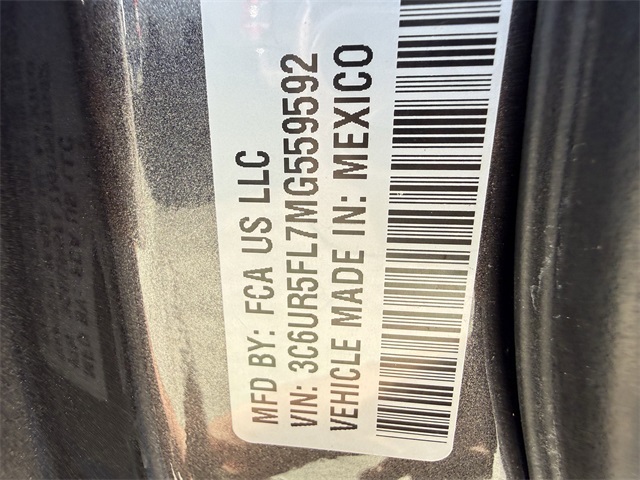 MFD BY: FCA US LLC
VIN: 3C6UR5FL7MG559592
VEHICLE MADE IN: MEXICO